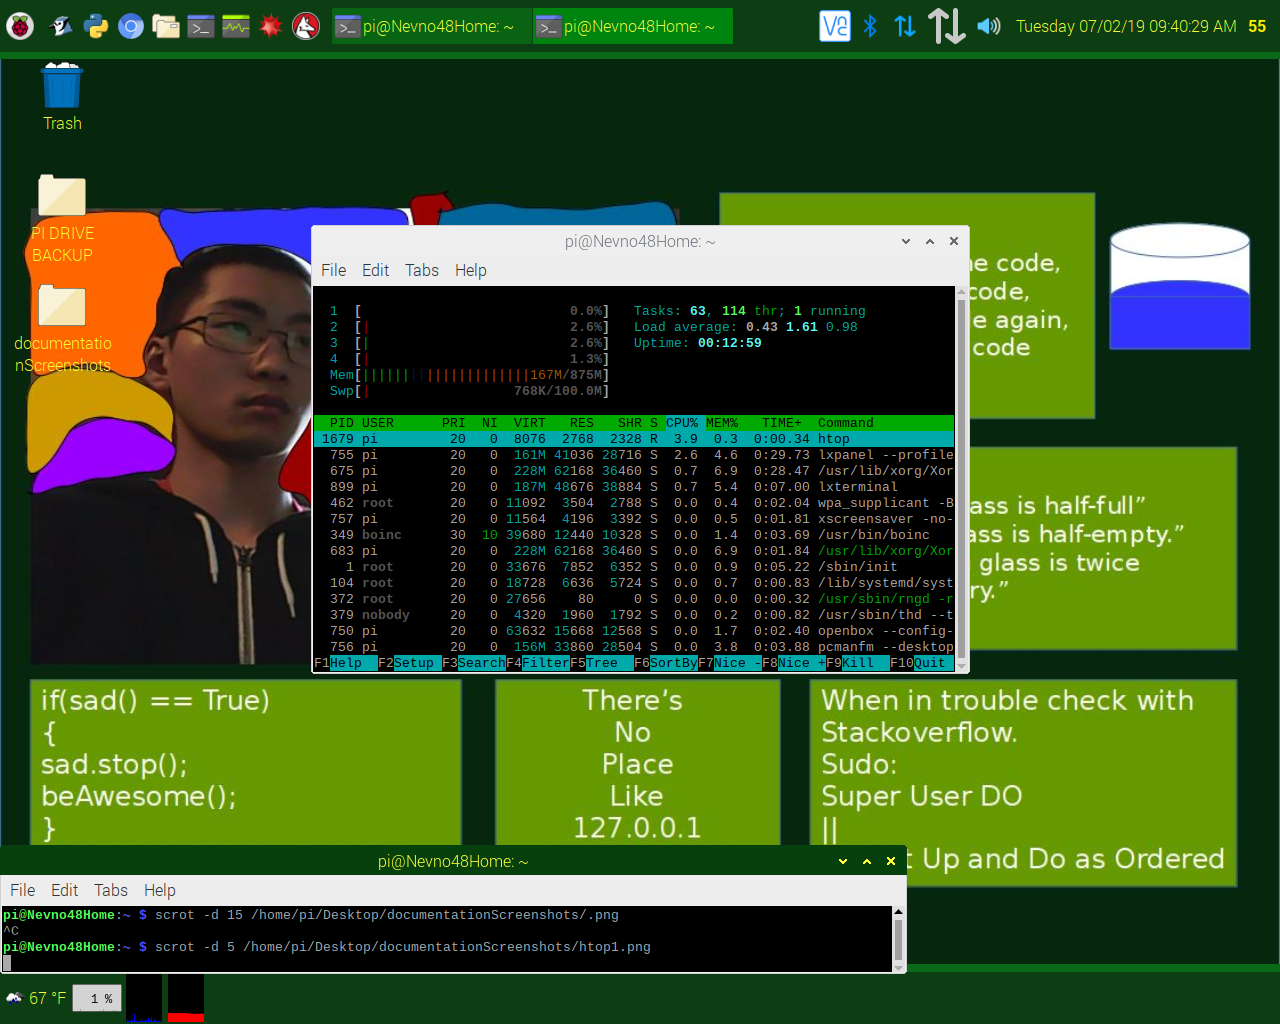 pi@Nevno48Home: ~
pi@Nevno48Home: ~
Tuesday 07/02/19 09:40:29 AM
55
Trash
PI DRIVE
BACKUP
documentatio
nScreenshots
pi@Nevno48Home: ~
File Edit Tabs Help
1 [ 0.0%] Tasks: 63, 114 thr; 1 running
2 [| 2.6%] Load average: 0.43 1.61 0.98
3 [| 2.6%] Uptime: 00:12:59
4 [| 1.3%]
Mem[|||||||||||||||||||||167M/875M]
Swp[| 768K/100.0M]
PID USER PRI NI VIRT RES SHR S CPU% MEM% TIME+ Command
1679 pi 20 0 8076 2768 2328 R 3.9 0.3 0:00.34 htop
755 pi 20 0 161M 41036 28716 S 2.6 4.6 0:29.73 lxpanel --profile
675 pi 20 0 228M 62168 36460 S 0.7 6.9 0:28.47 /usr/lib/xorg/Xor
899 pi 20 0 187M 48676 38884 S 0.7 5.4 0:07.00 lxterminal
462 root 20 0 11092 3504 2788 S 0.0 0.4 0:02.04 wpa_supplicant -B
757 pi 20 0 11564 4196 3392 S 0.0 0.5 0:01.81 xscreensaver -no-
349 boinc 30 10 39680 12440 10328 S 0.0 1.4 0:03.69 /usr/bin/boinc
683 pi 20 0 228M 62168 36460 S 0.0 6.9 0:01.84 /usr/lib/xorg/Xor
1 root 20 0 33676 7852 6352 S 0.0 0.9 0:05.22 /sbin/init
104 root 20 0 18728 6636 5724 S 0.0 0.7 0:00.83 /lib/systemd/syst
372 root 20 0 27656 80 0 S 0.0 0.0 0:00.32 /usr/sbin/rngd -r
379 nobody 20 0 4320 1960 1792 S 0.0 0.2 0:00.82 /usr/sbin/thd --t
750 pi 20 0 63632 15668 12568 S 0.0 1.7 0:02.40 openbox --config-
756 pi 20 0 156M 33860 28504 S 0.0 3.8 0:03.88 pcmanfm --desktop
F1Help F2Setup F3SearchF4FilterF5Tree F6SortByF7Nice -F8Nice +F9Kill F10Quit
e code,
code,
e again,
code
ass is half-full”
ass is half-empty.”
glass is twice
ry.”
if(sad() == True)
{
sad.stop();
beAwesome();
}
There's
No
Place
Like
127.0.0.1
When in trouble check with
Stackoverflow.
Sudo:
Super User DO
||
t Up and Do as Ordered
pi@Nevno48Home: ~
File Edit Tabs Help
pi@Nevno48Home:~ $ scrot -d 15 /home/pi/Desktop/documentationScreenshots/.png
^C
pi@Nevno48Home:~ $ scrot -d 5 /home/pi/Desktop/documentationScreenshots/htop1.png
67 °F
1 %